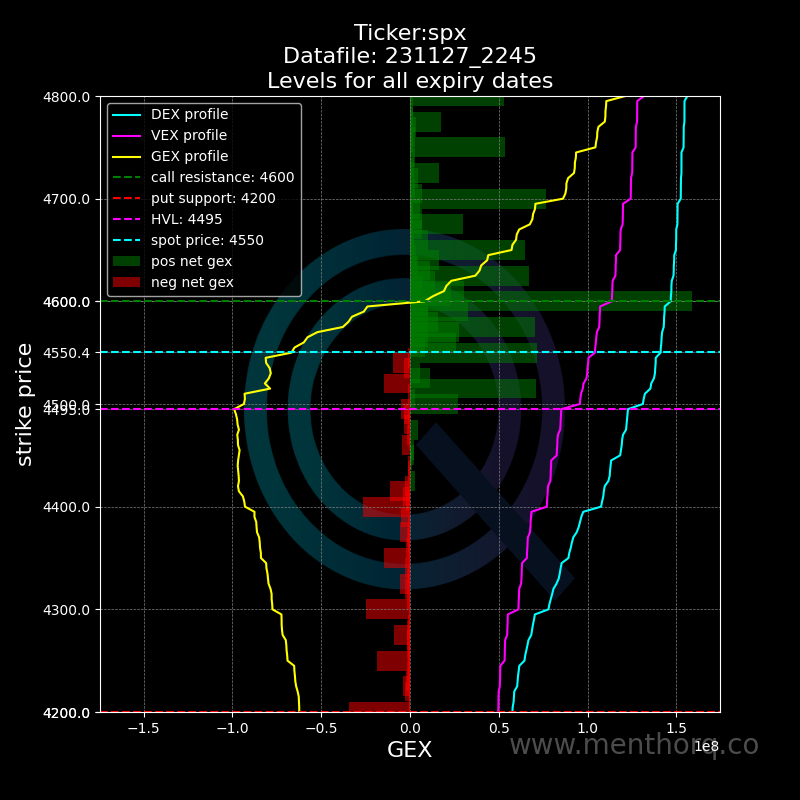 Ticker:spx
Datafile: 231127_2245
Levels for all expiry dates
DEX profile
VEX profile
GEX profile
call resistance: 4600
put support: 4200
HVL: 4495
spot price: 4550
pos net gex
neg net gex
strike price
4800.0
4700.0
4600.0
4550.4
4500.0
4495.0
4400.0
4300.0
4200.0
−1.5 −1.0 −0.5 0.0 0.5 1.0 1.5
1e8
GEX
www.menthorq.co